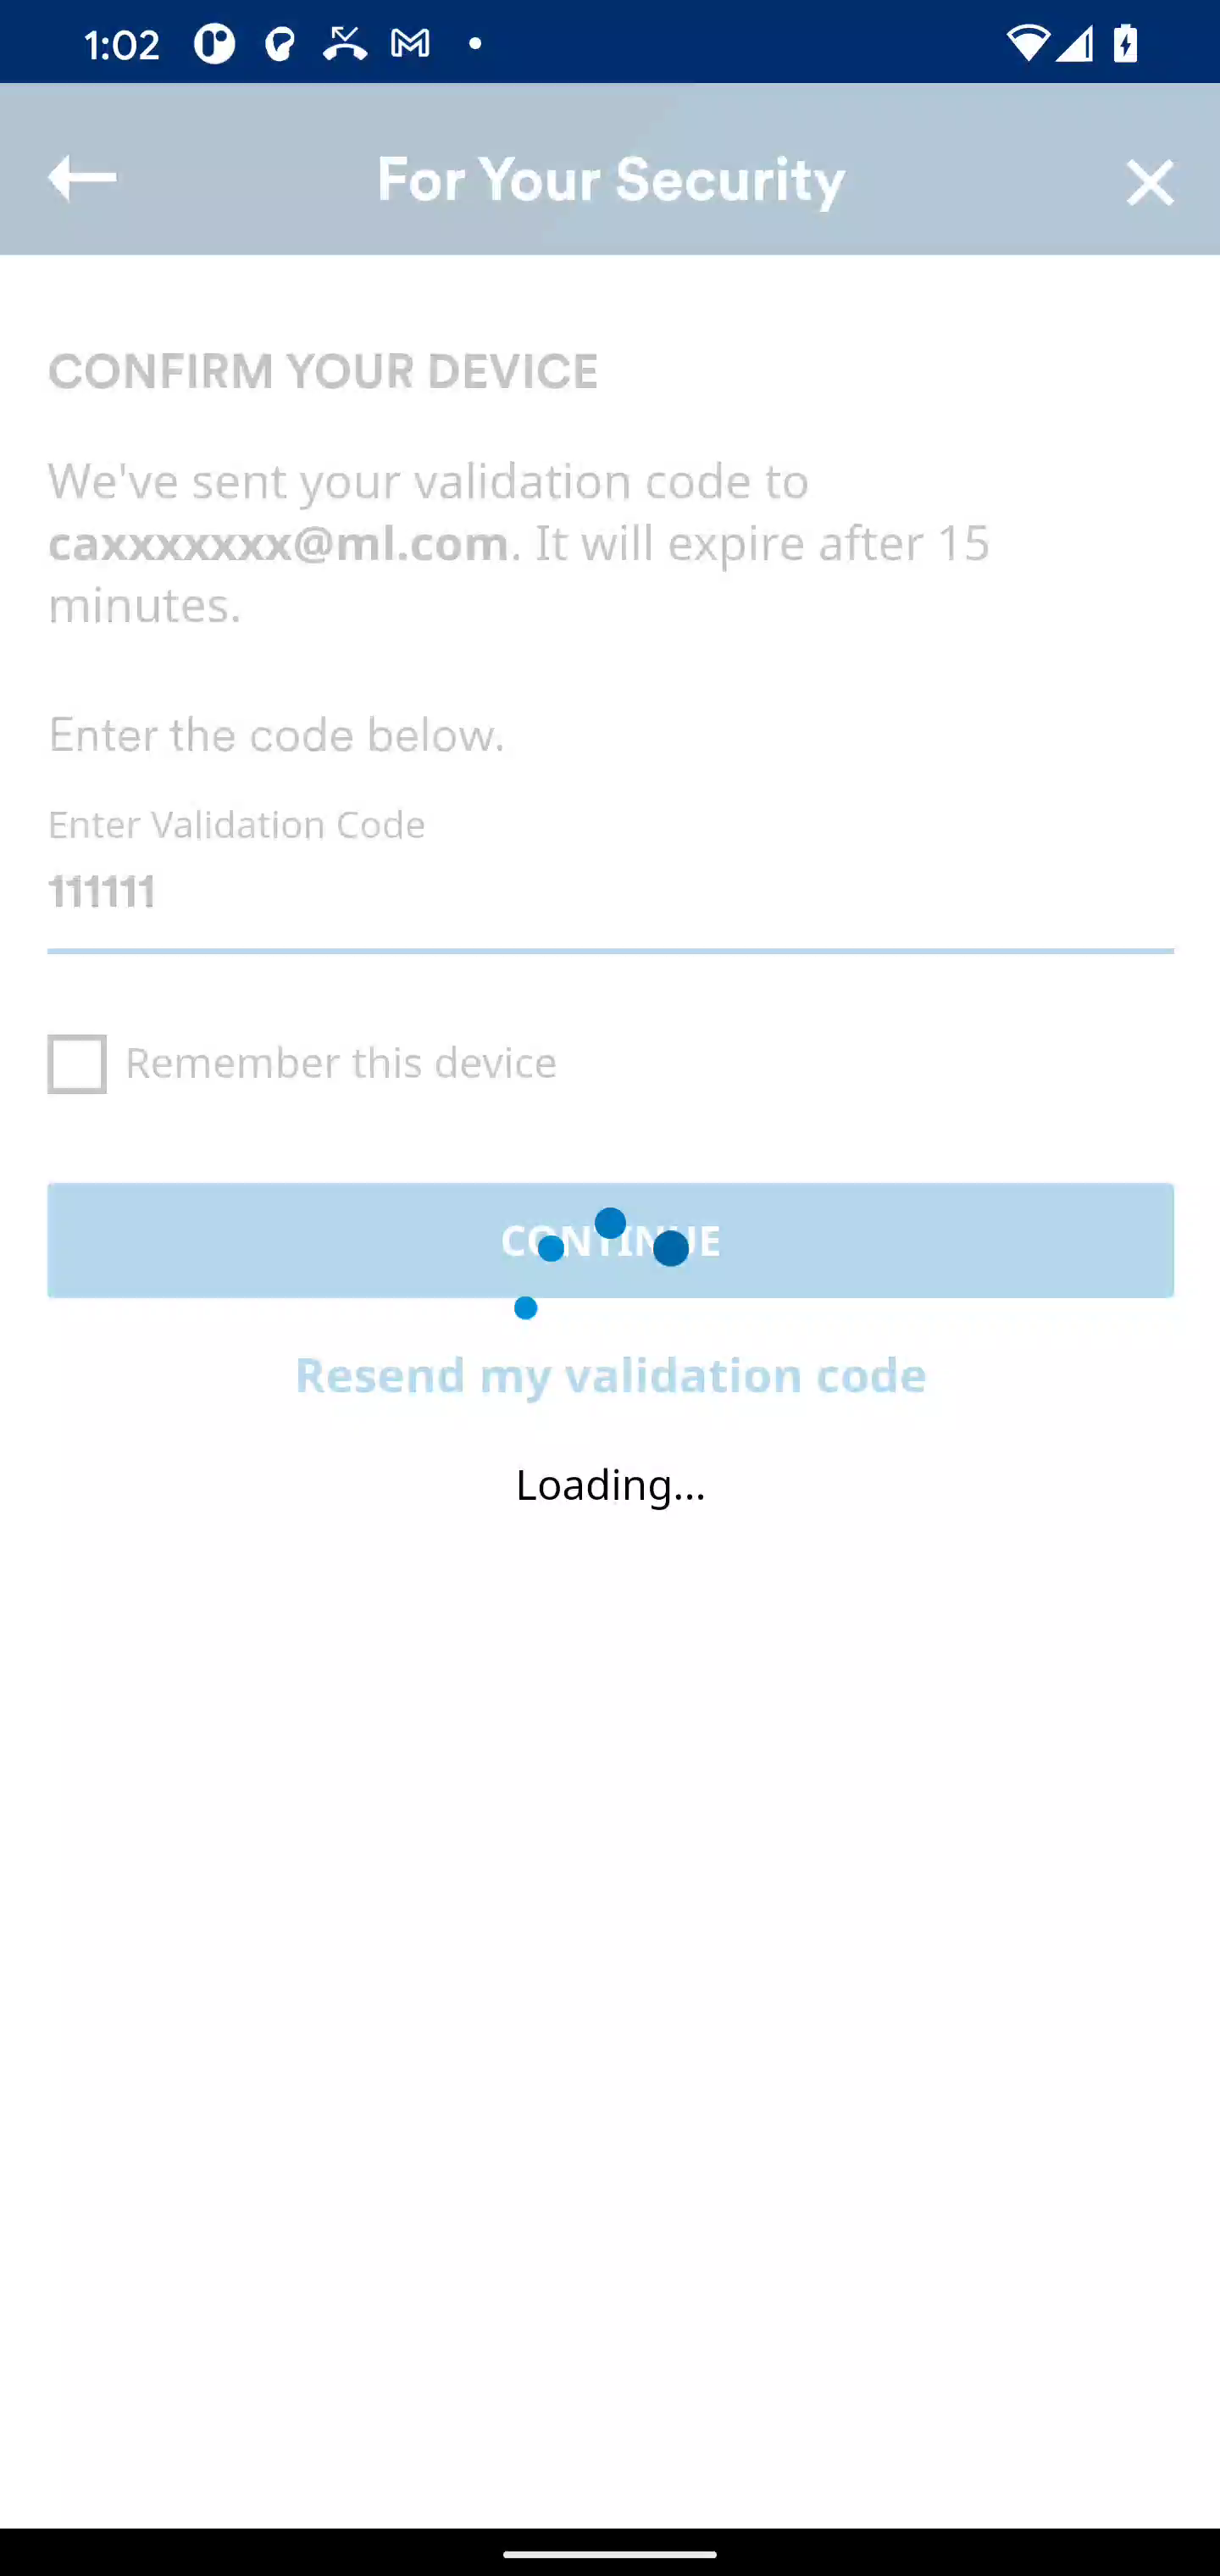 1:02
For Your Security
CONFIRM YOUR DEVICE
We've sent your validation code to
caxxxxxxx@ml.com. It will expire after 15
minutes.
Enter the code below.
Enter Validation Code
111111
Remember this device
CONTINUE
Resend my validation code
Loading...